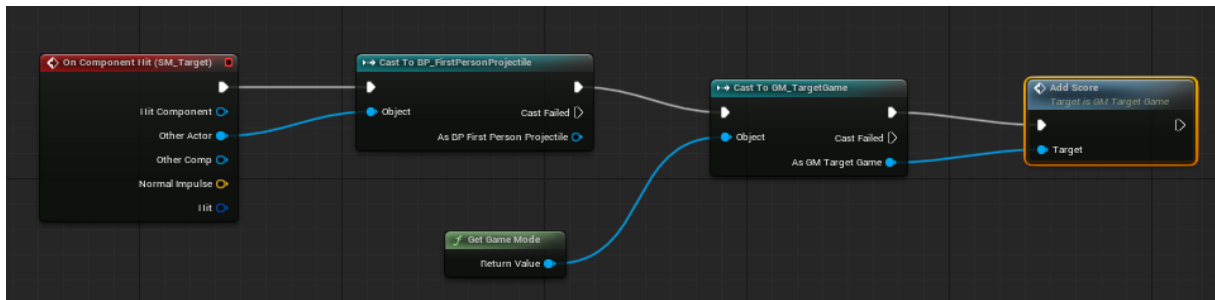 On Component Hit (SM_Target)
Hit Component
Other Actor
Other Comp
Normal Impulse
Hit
Cast To BP_FirstPersonProjectile
Object
Cast Failed
As BP First Person Projectile
f Get Game Mode
Return Value
Cast To GM_TargetGame
Object
Cast Failed
As GM Target Game
Add Score
Target is GM Target Game
Target